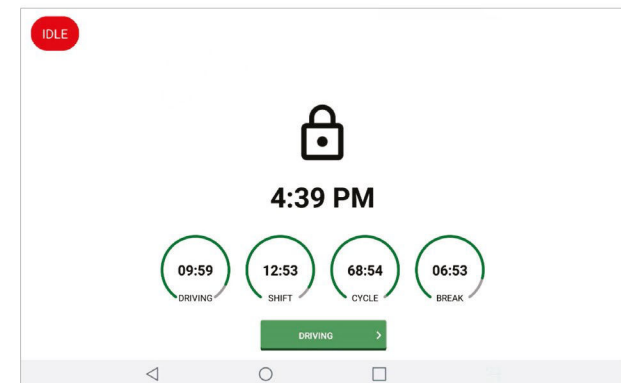 IDLE
4:39 PM
09:59 12:53 68:54 06:53
DRIVING SHIFT CYCLE BREAK
DRIVING